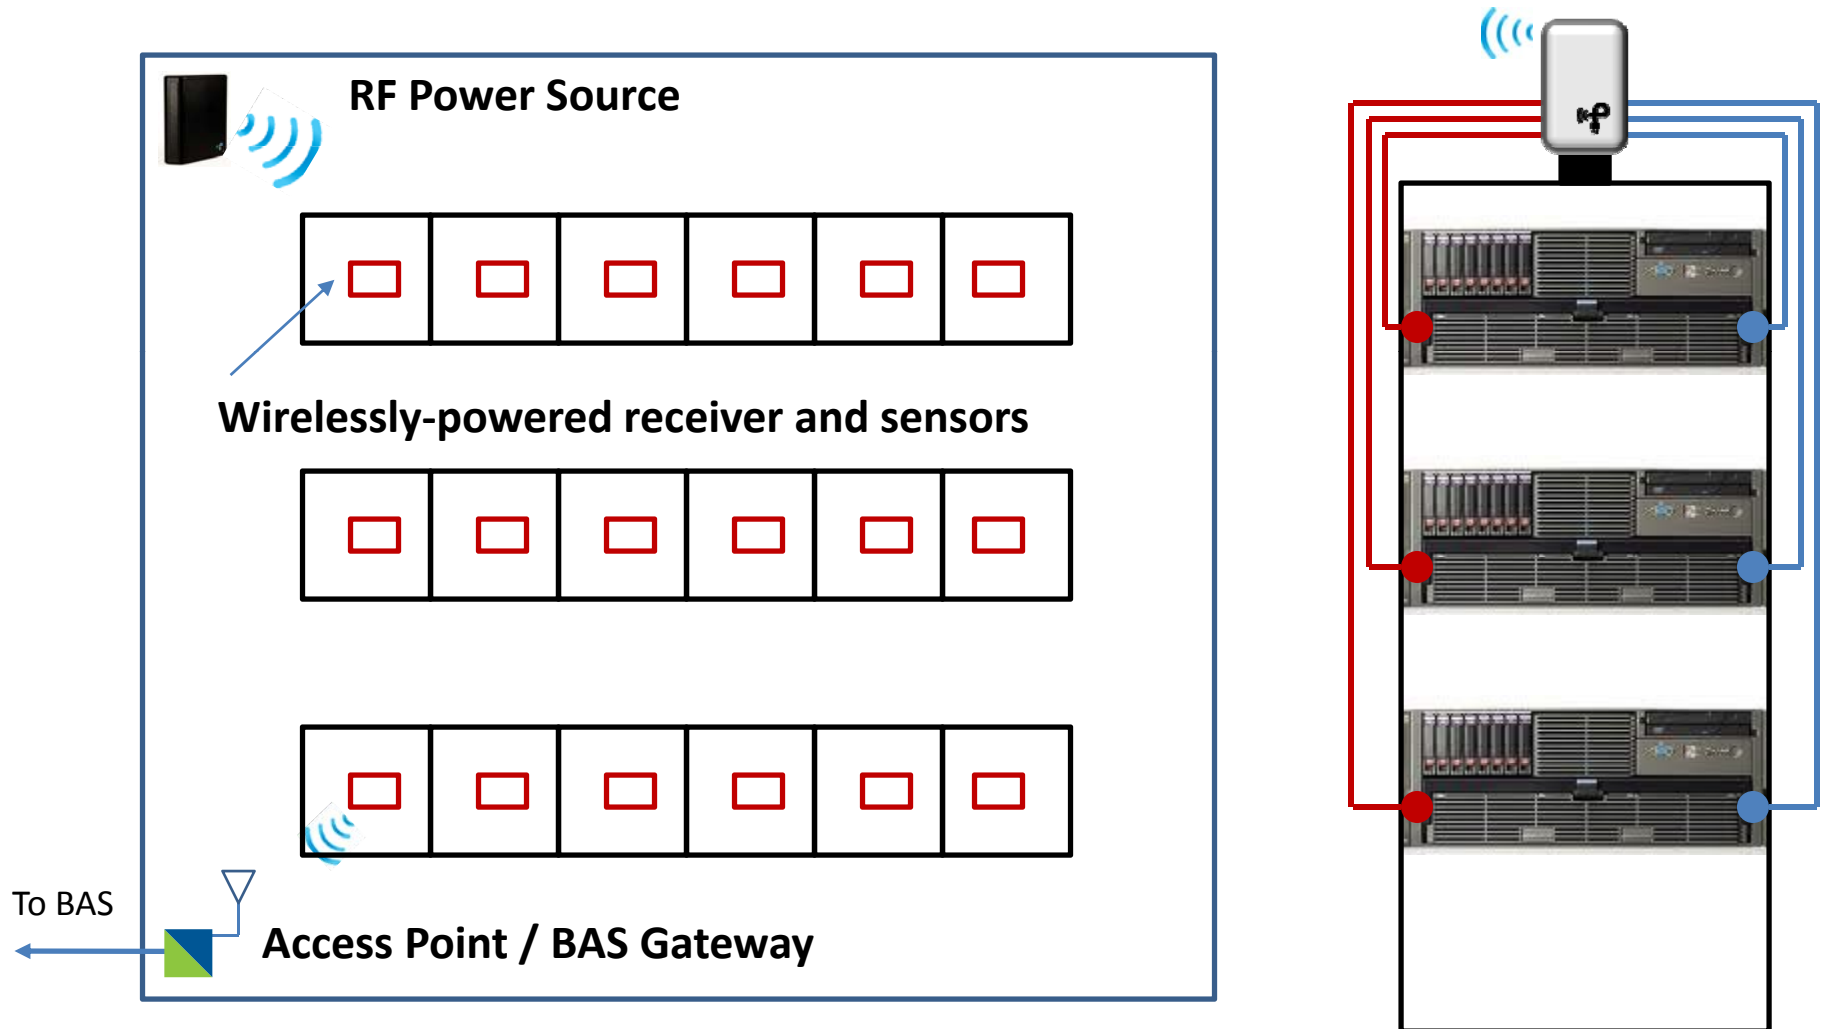 RF Power Source
Wirelessly-powered receiver and sensors
To BAS
Access Point / BAS Gateway